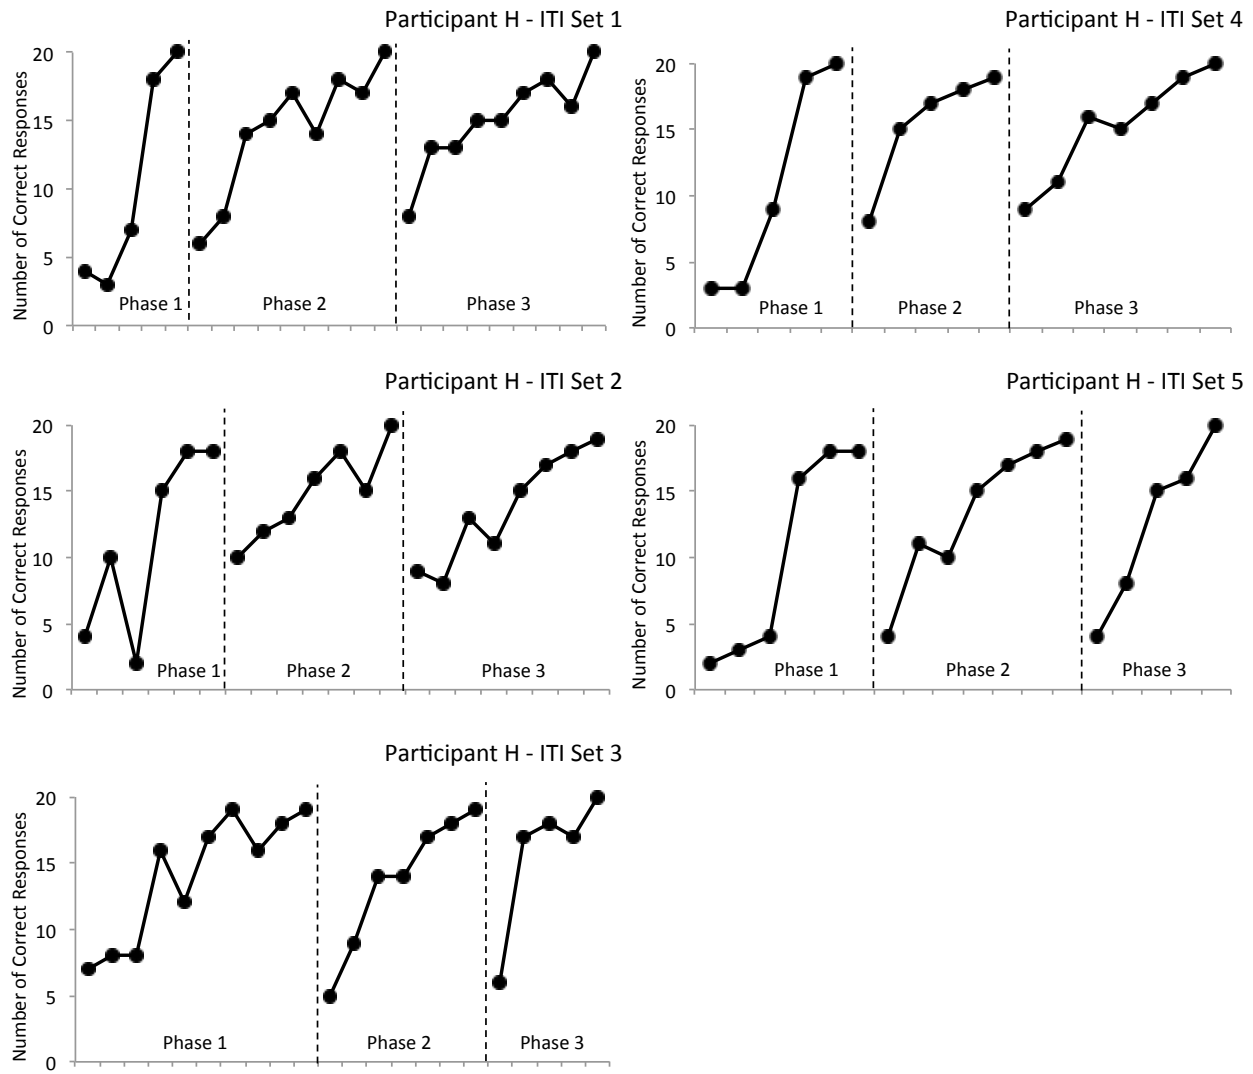 Participant H - ITI Set 1
Number of Correct Responses
20
15
10
5
0
Phase 1
Phase 2
Phase 3
Participant H - ITI Set 4
Number of Correct Responses
20
15
10
5
0
Phase 1
Phase 2
Phase 3
Participant H - ITI Set 2
Number of Correct Responses
20
15
10
5
0
Phase 1
Phase 2
Phase 3
Participant H - ITI Set 5
Number of Correct Responses
20
15
10
5
0
Phase 1
Phase 2
Phase 3
Participant H - ITI Set 3
Number of Correct Responses
20
15
10
5
0
Phase 1
Phase 2
Phase 3